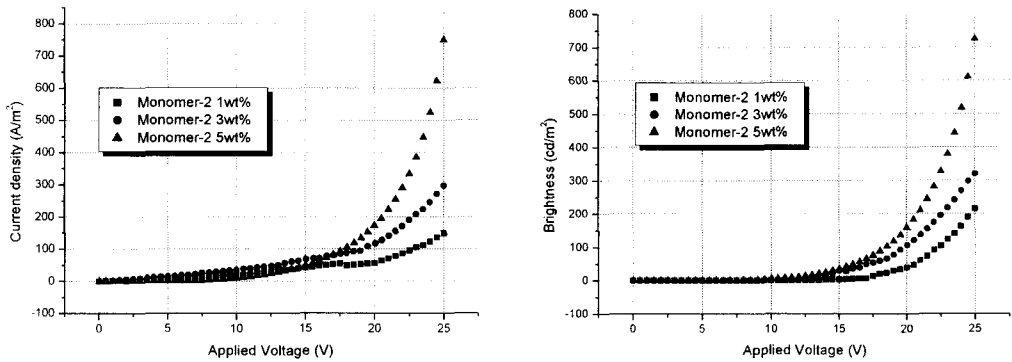 800
700
600
500
400
300
200
100
0
-100
Current density (A/m²)
Monomer-2 1wt%
Monomer-2 3wt%
Monomer-2 5wt%
0 5 10 15 20 25
Applied Voltage (V)
800
700
600
500
400
300
200
100
0
-100
Brightness (cd/m²)
Monomer-2 1wt%
Monomer-2 3wt%
Monomer-2 5wt%
0 5 10 15 20 25
Applied Voltage (V)